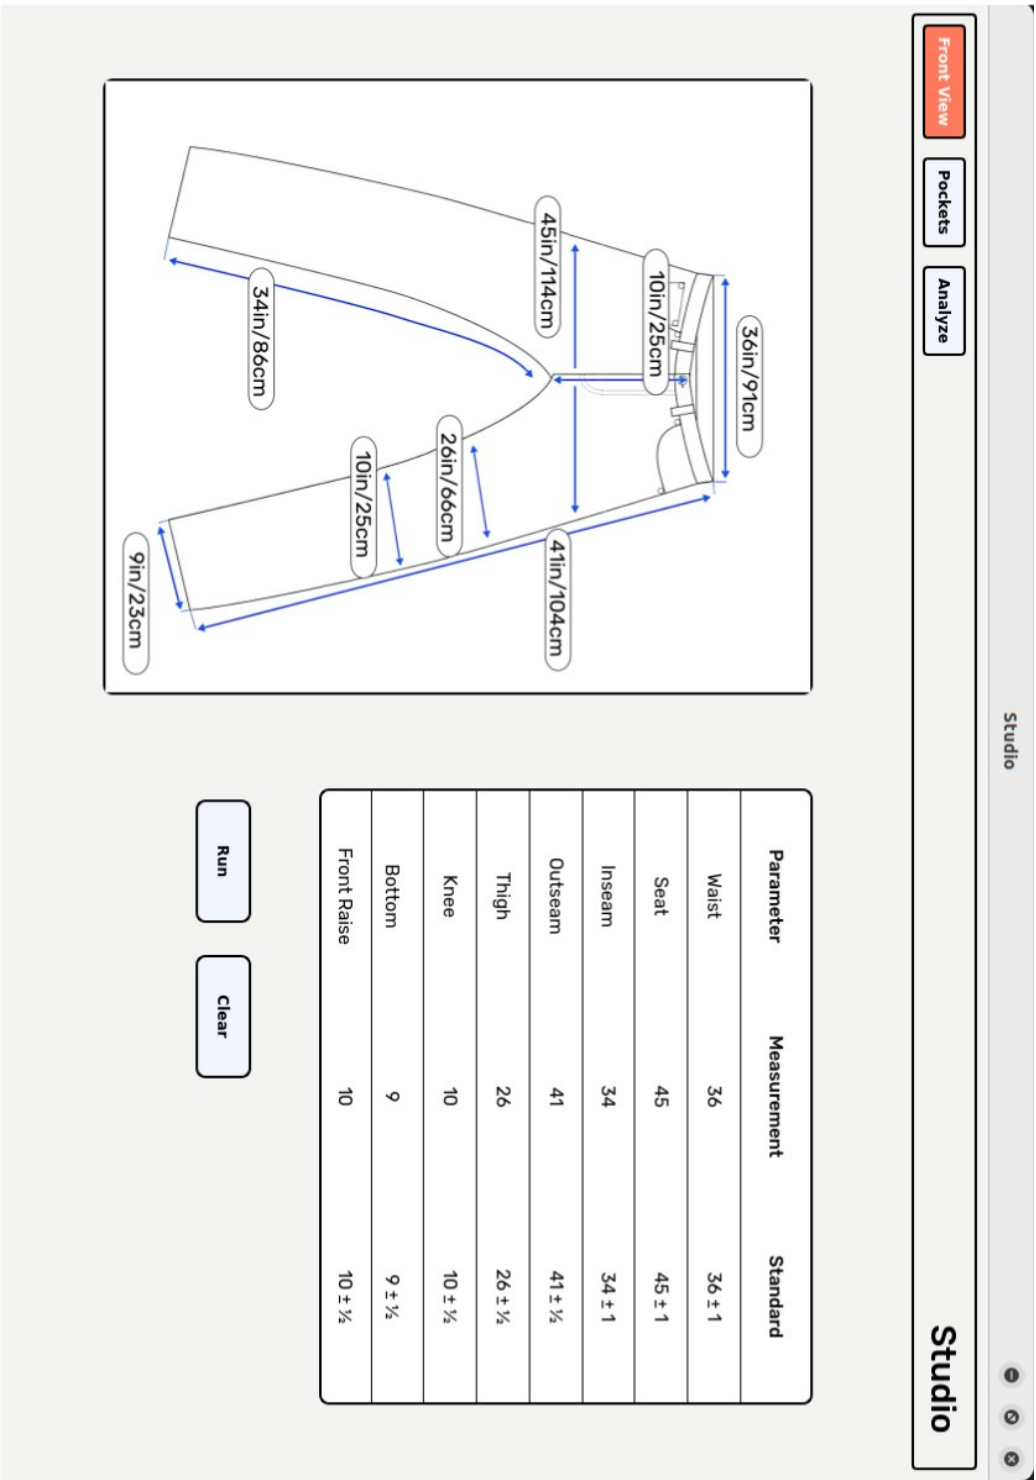 Studio
Front View
Pockets
Analyze
Studio
36in/91cm
10in/25cm
45in/114cm
41in/104cm
26in/66cm
10in/25cm
34in/86cm
9in/23cm
Parameter Measurement Standard
Waist 36 36 ± 1
Seat 45 45 ± 1
Inseam 34 34 ± 1
Outseam 41 41 ± ½
Thigh 26 26 ± ½
Knee 10 10 ± ½
Bottom 9 9 ± ½
Front Raise 10 10 ± ½
Run
Clear